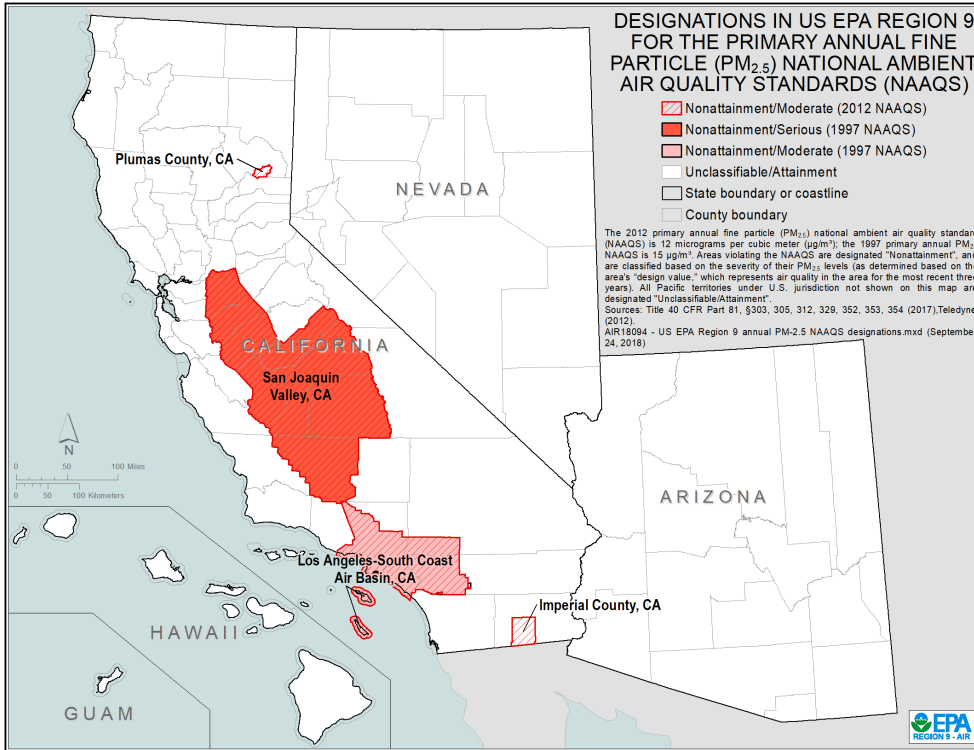 DESIGNATIONS IN US EPA REGION 9
FOR THE PRIMARY ANNUAL FINE
PARTICLE (PM2.5) NATIONAL AMBIENT
AIR QUALITY STANDARDS (NAAQS)
Nonattainment/Moderate (2012 NAAQS)
Nonattainment/Serious (1997 NAAQS)
Nonattainment/Moderate (1997 NAAQS)
Unclassifiable/Attainment
State boundary or coastline
County boundary
The 2012 primary annual fine particle (PM2.5) national ambient air quality standard
(NAAQS) is 12 micrograms per cubic meter (µg/m³); the 1997 primary annual PM2.
NAAQS is 15 µg/m³. Areas violating the NAAQS are designated "Nonattainment", and
are classified based on the severity of their PM2.5 levels (as determined based on the
area's "design value," which represents air quality in the area for the most recent three
years). All Pacific territories under U.S. jurisdiction not shown on this map are
designated "Unclassifiable/Attainment".
Sources: Title 40 CFR Part 81, §303, 305, 312, 329, 352, 353, 354 (2017),Teledyne
(2012).
AIR18094 - US EPA Region 9 annual PM-2.5 NAAQS designations.mxd (September
24, 2018)
Plumas County, CA
NEVADA
CALIFORNIA
San Joaquin
Valley, CA
N
0 50 100 Miles
0 50 100 Kilometers
ARIZONA
Los Angeles-South Coast
Air Basin, CA
Imperial County, CA
HAWAII
GUAM
EPA
REGION 9 - AIR